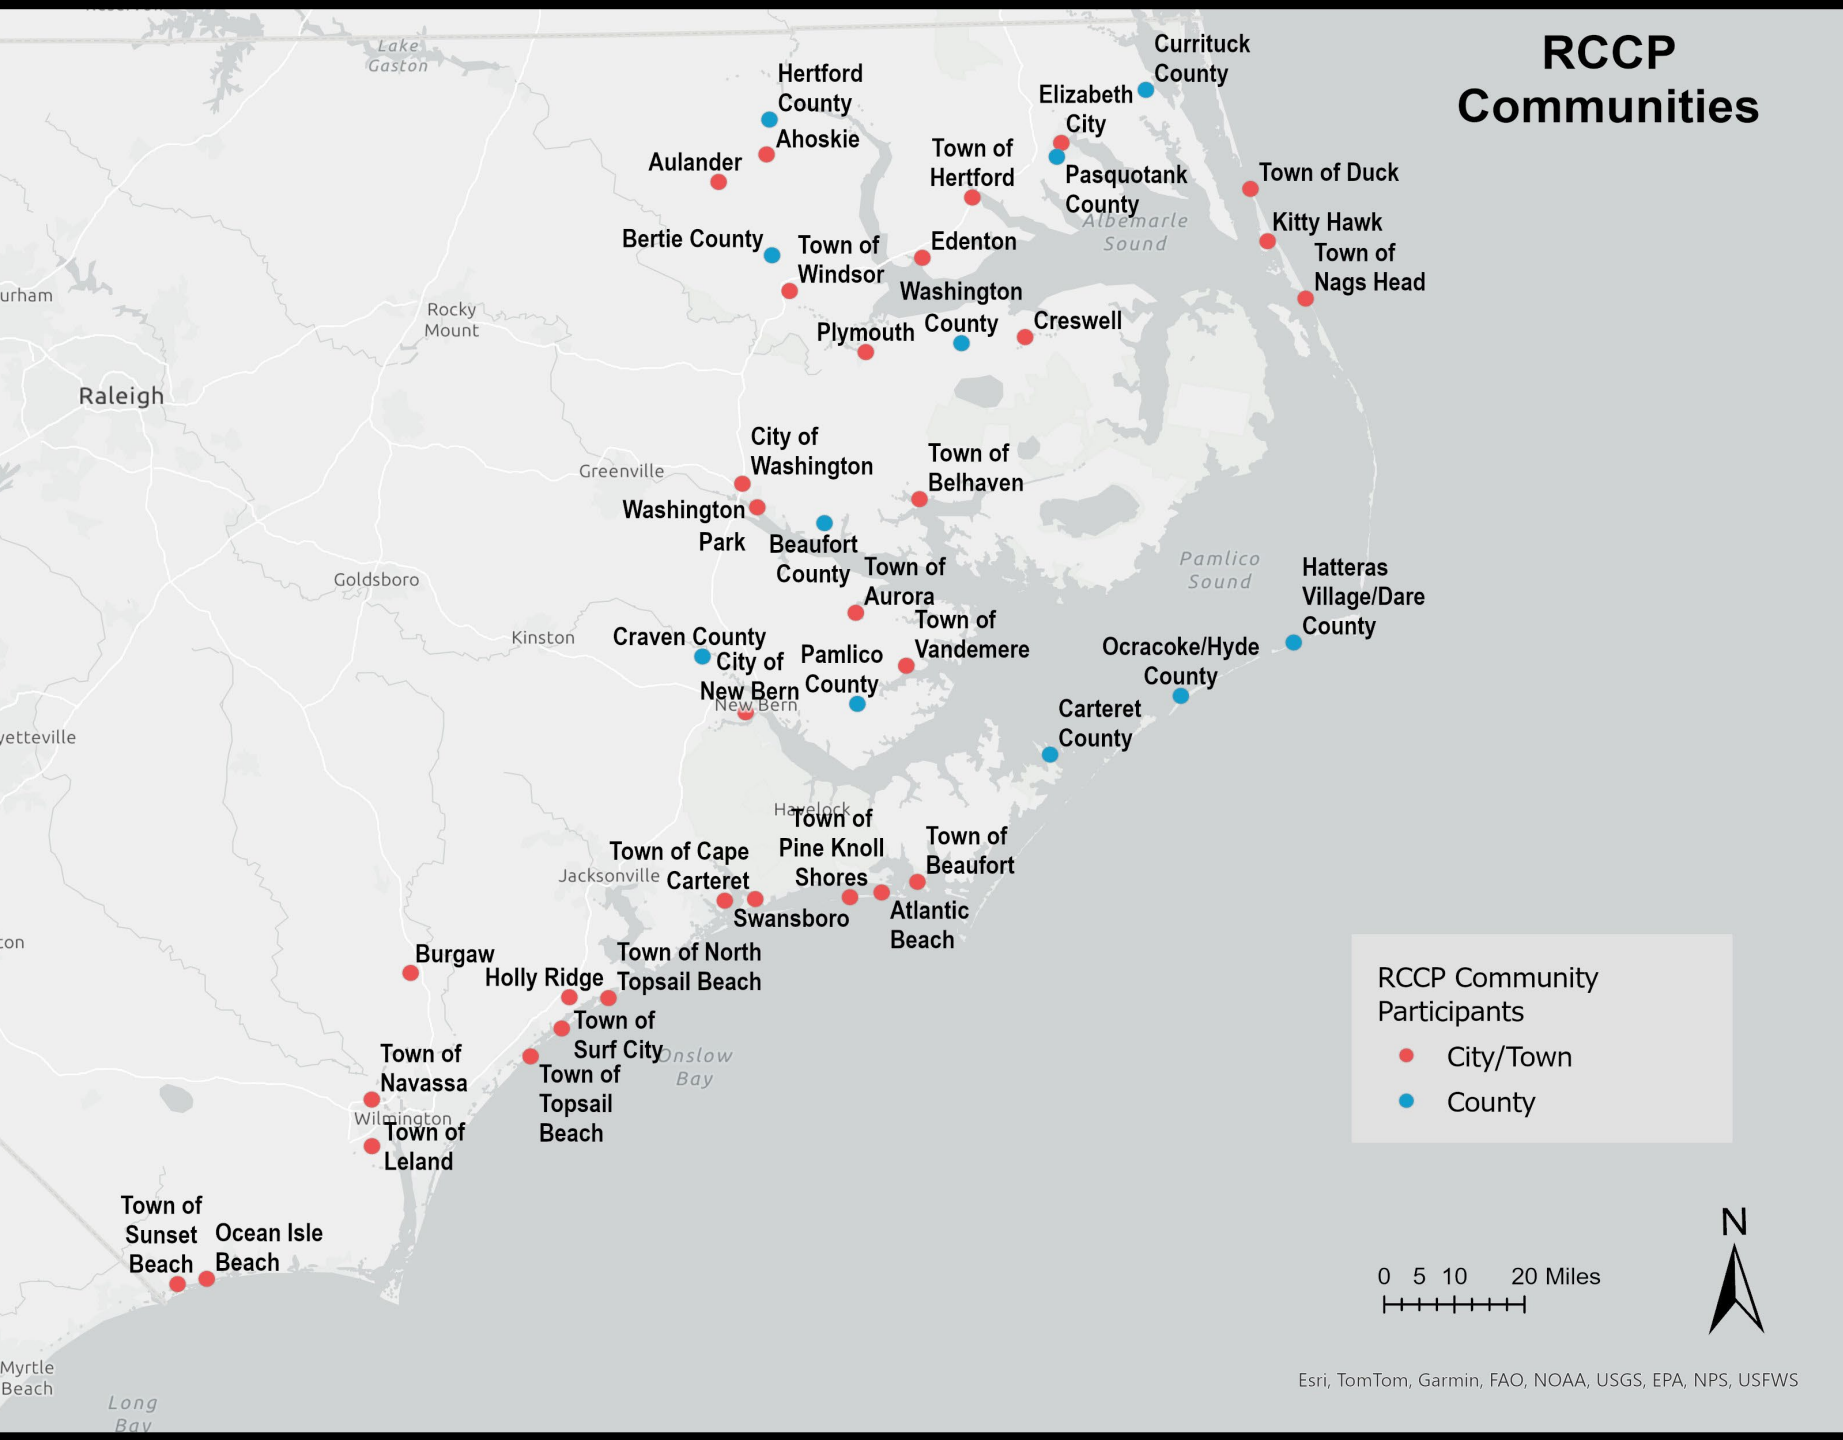 RCCP
Communities
Lake
Gaston
Currituck
County
Hertford
County
Elizabeth
City
Ahoskie
Aulander
Town of
Hertford
Pasquotank
County
Town of Duck
Albemarle
Sound
Kitty Hawk
Bertie County
Town of
Windsor
Edenton
Town of
Nags Head
Washington
County
urham
Rocky
Mount
Plymouth
Creswell
Raleigh
City of
Washington
Greenville
Town of
Belhaven
Washington
Park
Beaufort
County
Town of
Aurora
Pamlico
Sound
Hatteras
Village/Dare
County
Goldsboro
Kinston
Craven County
City of
New Bern
New Bern
Pamlico
County
Town of
Vandemere
Ocracoke/Hyde
County
Carteret
County
yetteville
Havelock
Town of
Pine Knoll
Shores
Town of
Beaufort
Town of Cape
Carteret
Jacksonville
Swansboro
Atlantic
Beach
ton
Burgaw
Holly Ridge
Town of North
Topsail Beach
Town of
Surf City
Onslow
Bay
Town of
Topsail
Beach
Town of
Navassa
Wilmington
Town of
Leland
Town of
Sunset
Beach
Ocean Isle
Beach
Myrtle
Beach
Long
Bay
RCCP Community
Participants
City/Town
County
N
0 5 10 20 Miles
Esri, TomTom, Garmin, FAO, NOAA, USGS, EPA, NPS, USFWS